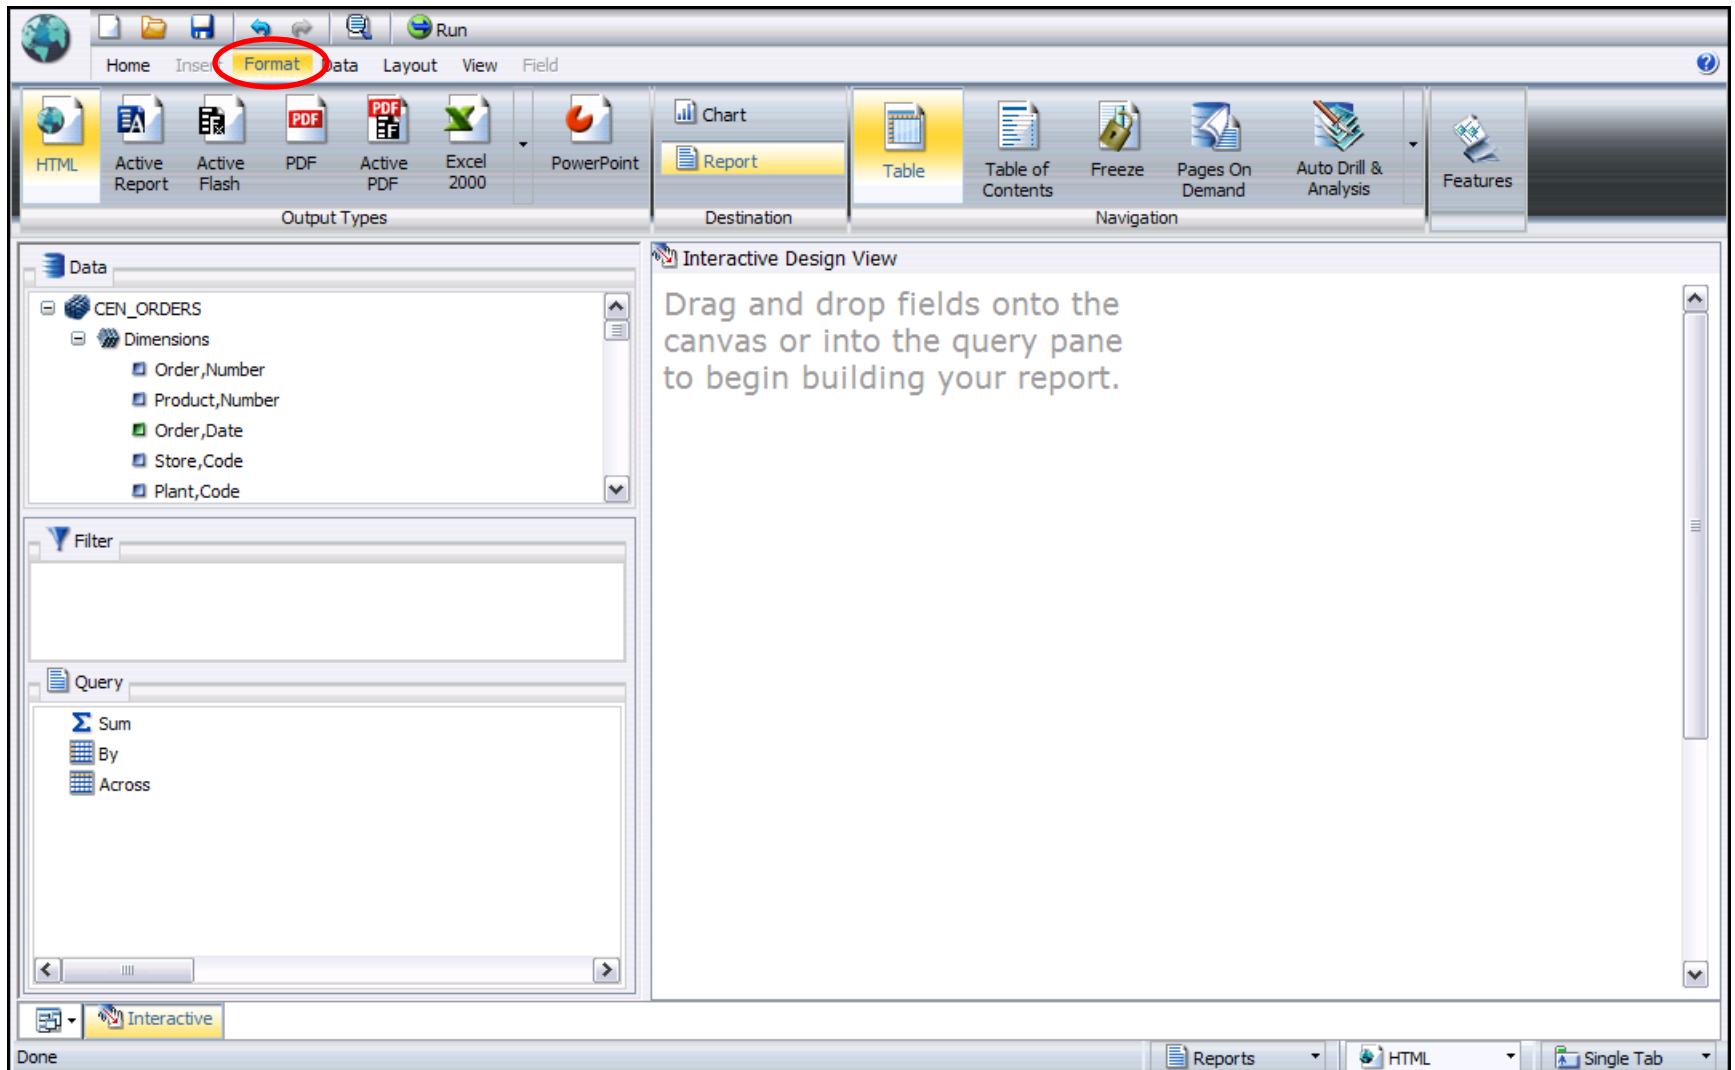 Run
Home Insert Format Data Layout View Field
HTML
Active
Report
Active
Flash
PDF
PDF
PDF
Active
PDF
Excel
2000
PowerPoint
Output Types
Chart
Report
Destination
Table
Table of
Contents
Freeze
Pages On
Demand
Auto Drill &
Analysis
Navigation
Features
Data
CEN_ORDERS
Dimensions
Order,Number
Product,Number
Order,Date
Store,Code
Plant,Code
Filter
Query
Sum
By
Across
Interactive Design View
Drag and drop fields onto the
canvas or into the query pane
to begin building your report.
Interactive
Done
Reports
HTML
Single Tab